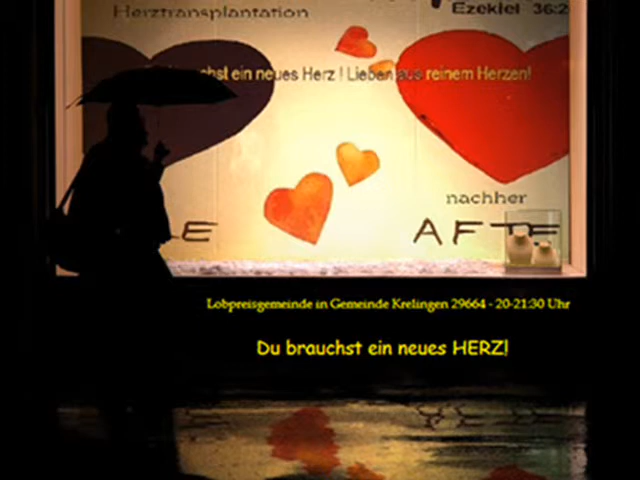 Herztransplantation
Ezekiel 36:2
chst ein neues Herz ! Lieben aus reinem Herzen!
nachher
E
AFTE
Lobpreisgemeinde in Gemeinde Krelingen 29664 - 20-21:30 Uhr
Du brauchst ein neues HERZ!